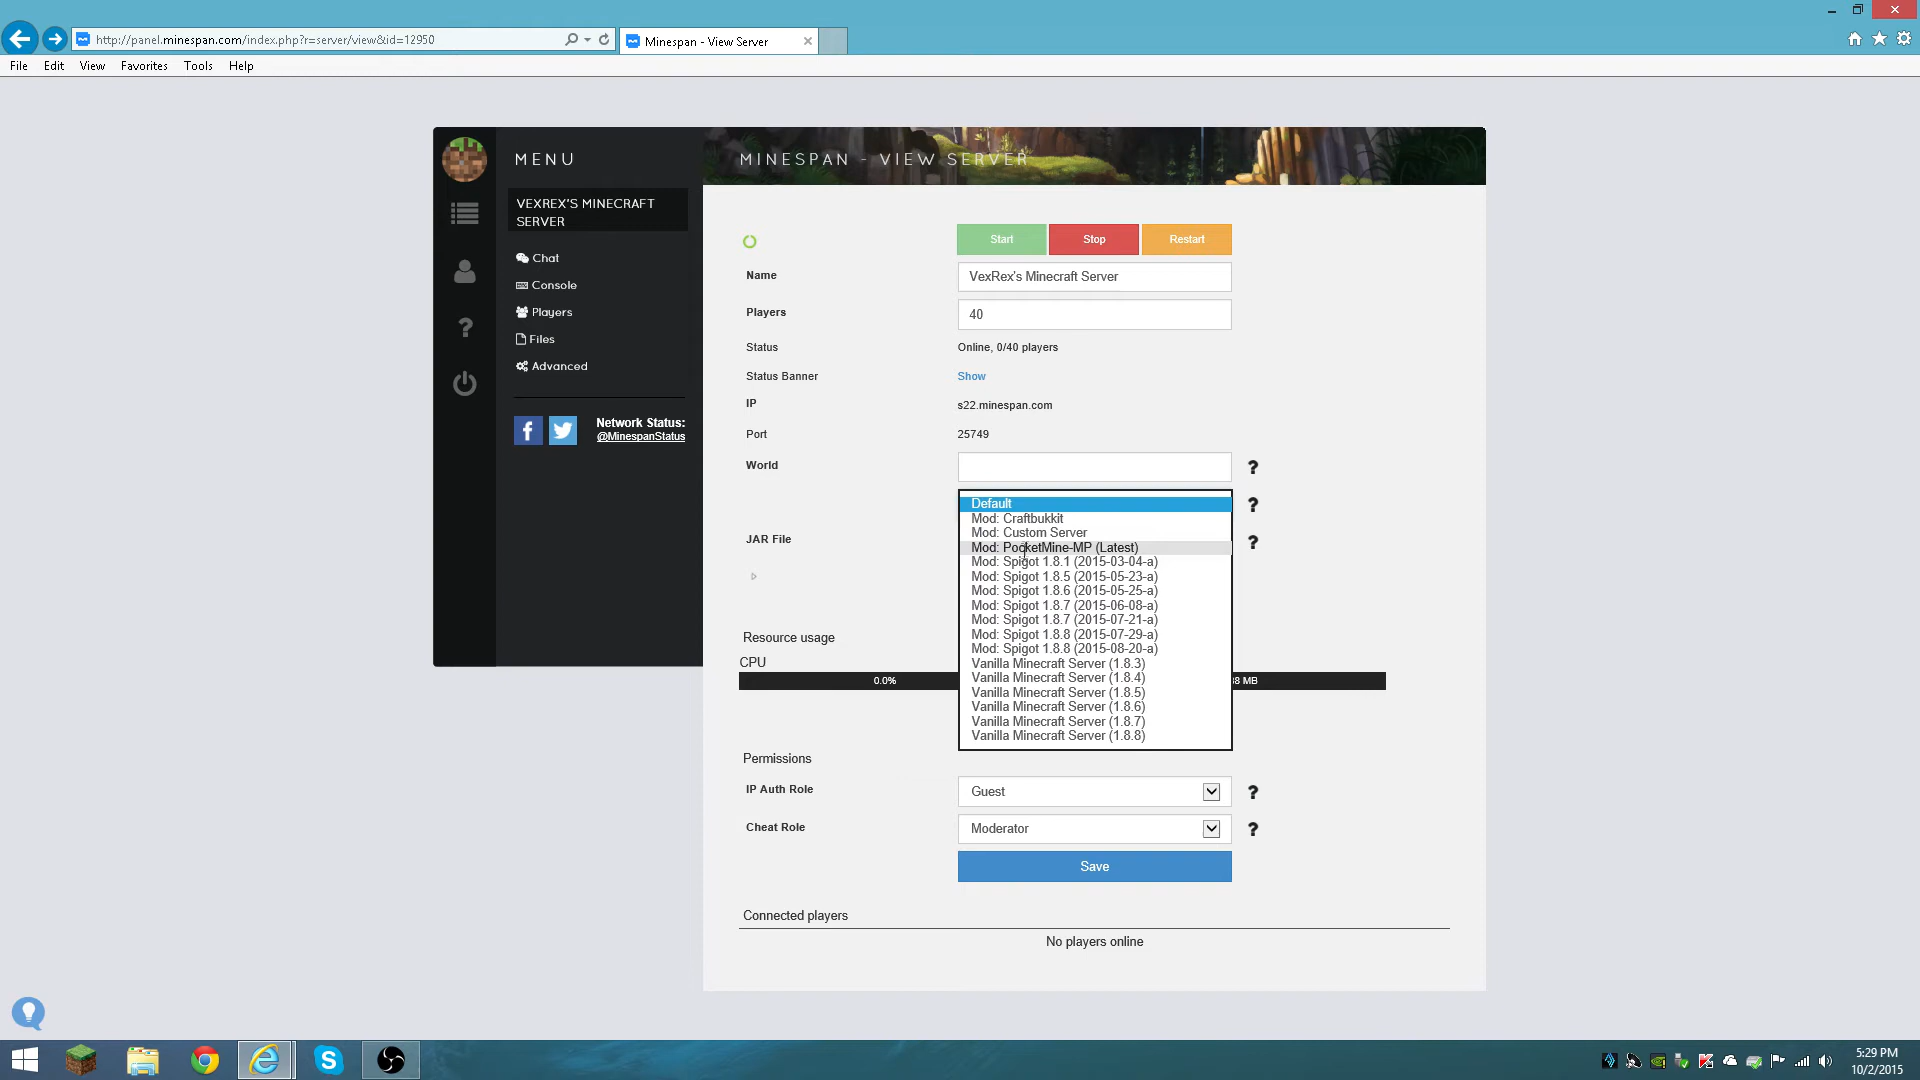 http://panel.minespan.com/index.php?r=server/view&id=12950
Minespan - View Server
File Edit View Favorites Tools Help
MENU
MINESPAN - VIEW SERVER
VEXREX'S MINECRAFT
SERVER
Chat
Console
Players
Files
Advanced
Network Status:
@MinespanStatus
Start Stop Restart
Name VexRex's Minecraft Server
Players 40
Status Online, 0/40 players
Status Banner Show
IP s22.minespan.com
Port 25749
World
JAR File
Default
Mod: Craftbukkit
Mod: Custom Server
Mod: PocketMine-MP (Latest)
Mod: Spigot 1.8.1 (2015-03-04-a)
Mod: Spigot 1.8.5 (2015-05-23-a)
Mod: Spigot 1.8.6 (2015-05-25-a)
Mod: Spigot 1.8.7 (2015-06-08-a)
Mod: Spigot 1.8.7 (2015-07-21-a)
Mod: Spigot 1.8.8 (2015-07-29-a)
Mod: Spigot 1.8.8 (2015-08-20-a)
Vanilla Minecraft Server (1.8.3)
Vanilla Minecraft Server (1.8.4)
Vanilla Minecraft Server (1.8.5)
Vanilla Minecraft Server (1.8.6)
Vanilla Minecraft Server (1.8.7)
Vanilla Minecraft Server (1.8.8)
Resource usage
CPU
0.0% MB
Permissions
IP Auth Role Guest
Cheat Role Moderator
Save
Connected players
No players online
5:29 PM
10/2/2015